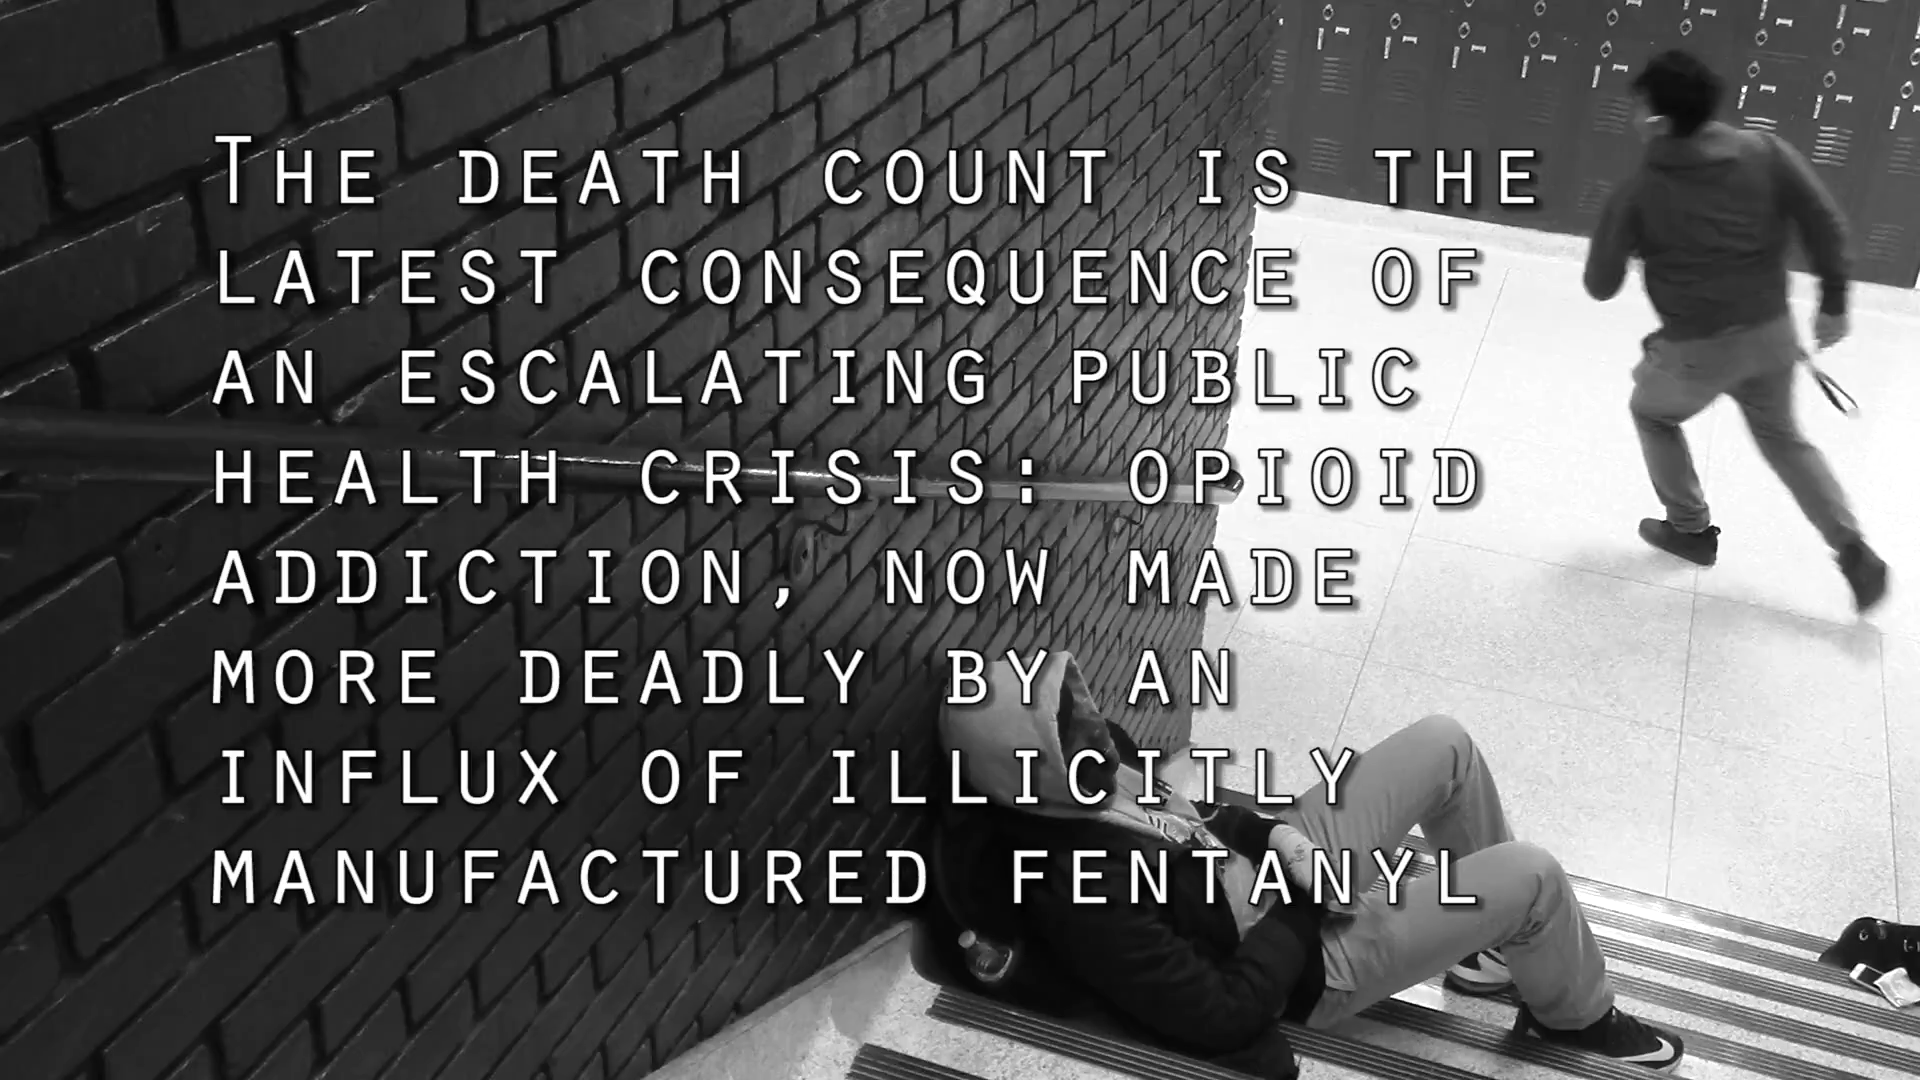 THE DEATH COUNT IS THE
LATEST CONSEQUENCE OF
AN ESCALATING PUBLIC
HEALTH CRISIS: OPIOID
ADDICTION, NOW MADE
MORE DEADLY BY AN
INFLUX OF ILLICITLY
MANUFACTURED FENTANYL